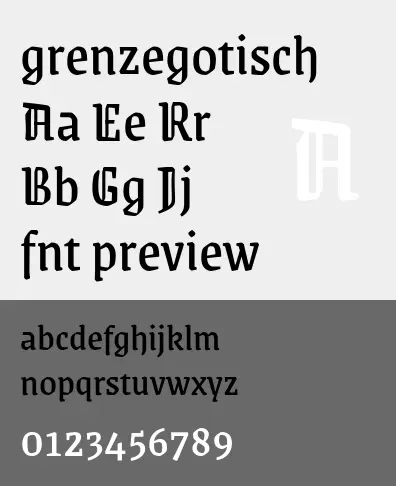 grenzegotisch
Aa Ee Rr
A
Bb Gg Jj
fnt preview
abcdefghijklm
nopqrstuvwxyz
0123456789